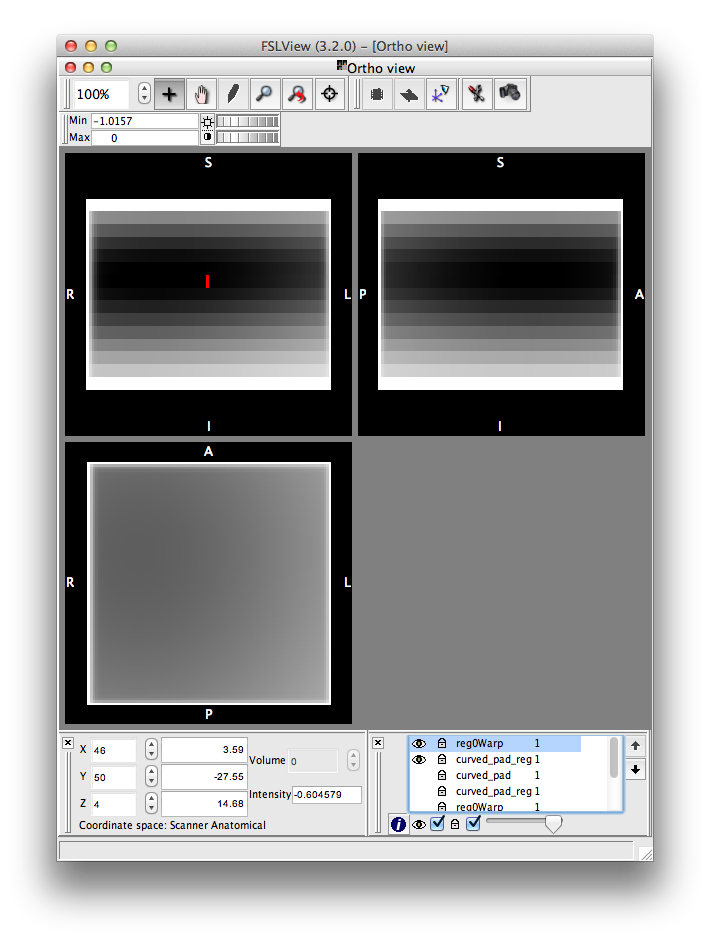 FSLView (3.2.0) – [Ortho view]
Ortho view
100%
Min -1.0157
Max 0
S S
R L P A
I I
A
R L
P
X 46 3.59
Y 50 -27.55
Z 4 14.68
Volume 0
Intensity -0.604579
Coordinate space: Scanner Anatomical
reg0Warp 1
curved_pad_reg 1
curved_pad 1
curved_pad_reg 1
reg0Warp 1